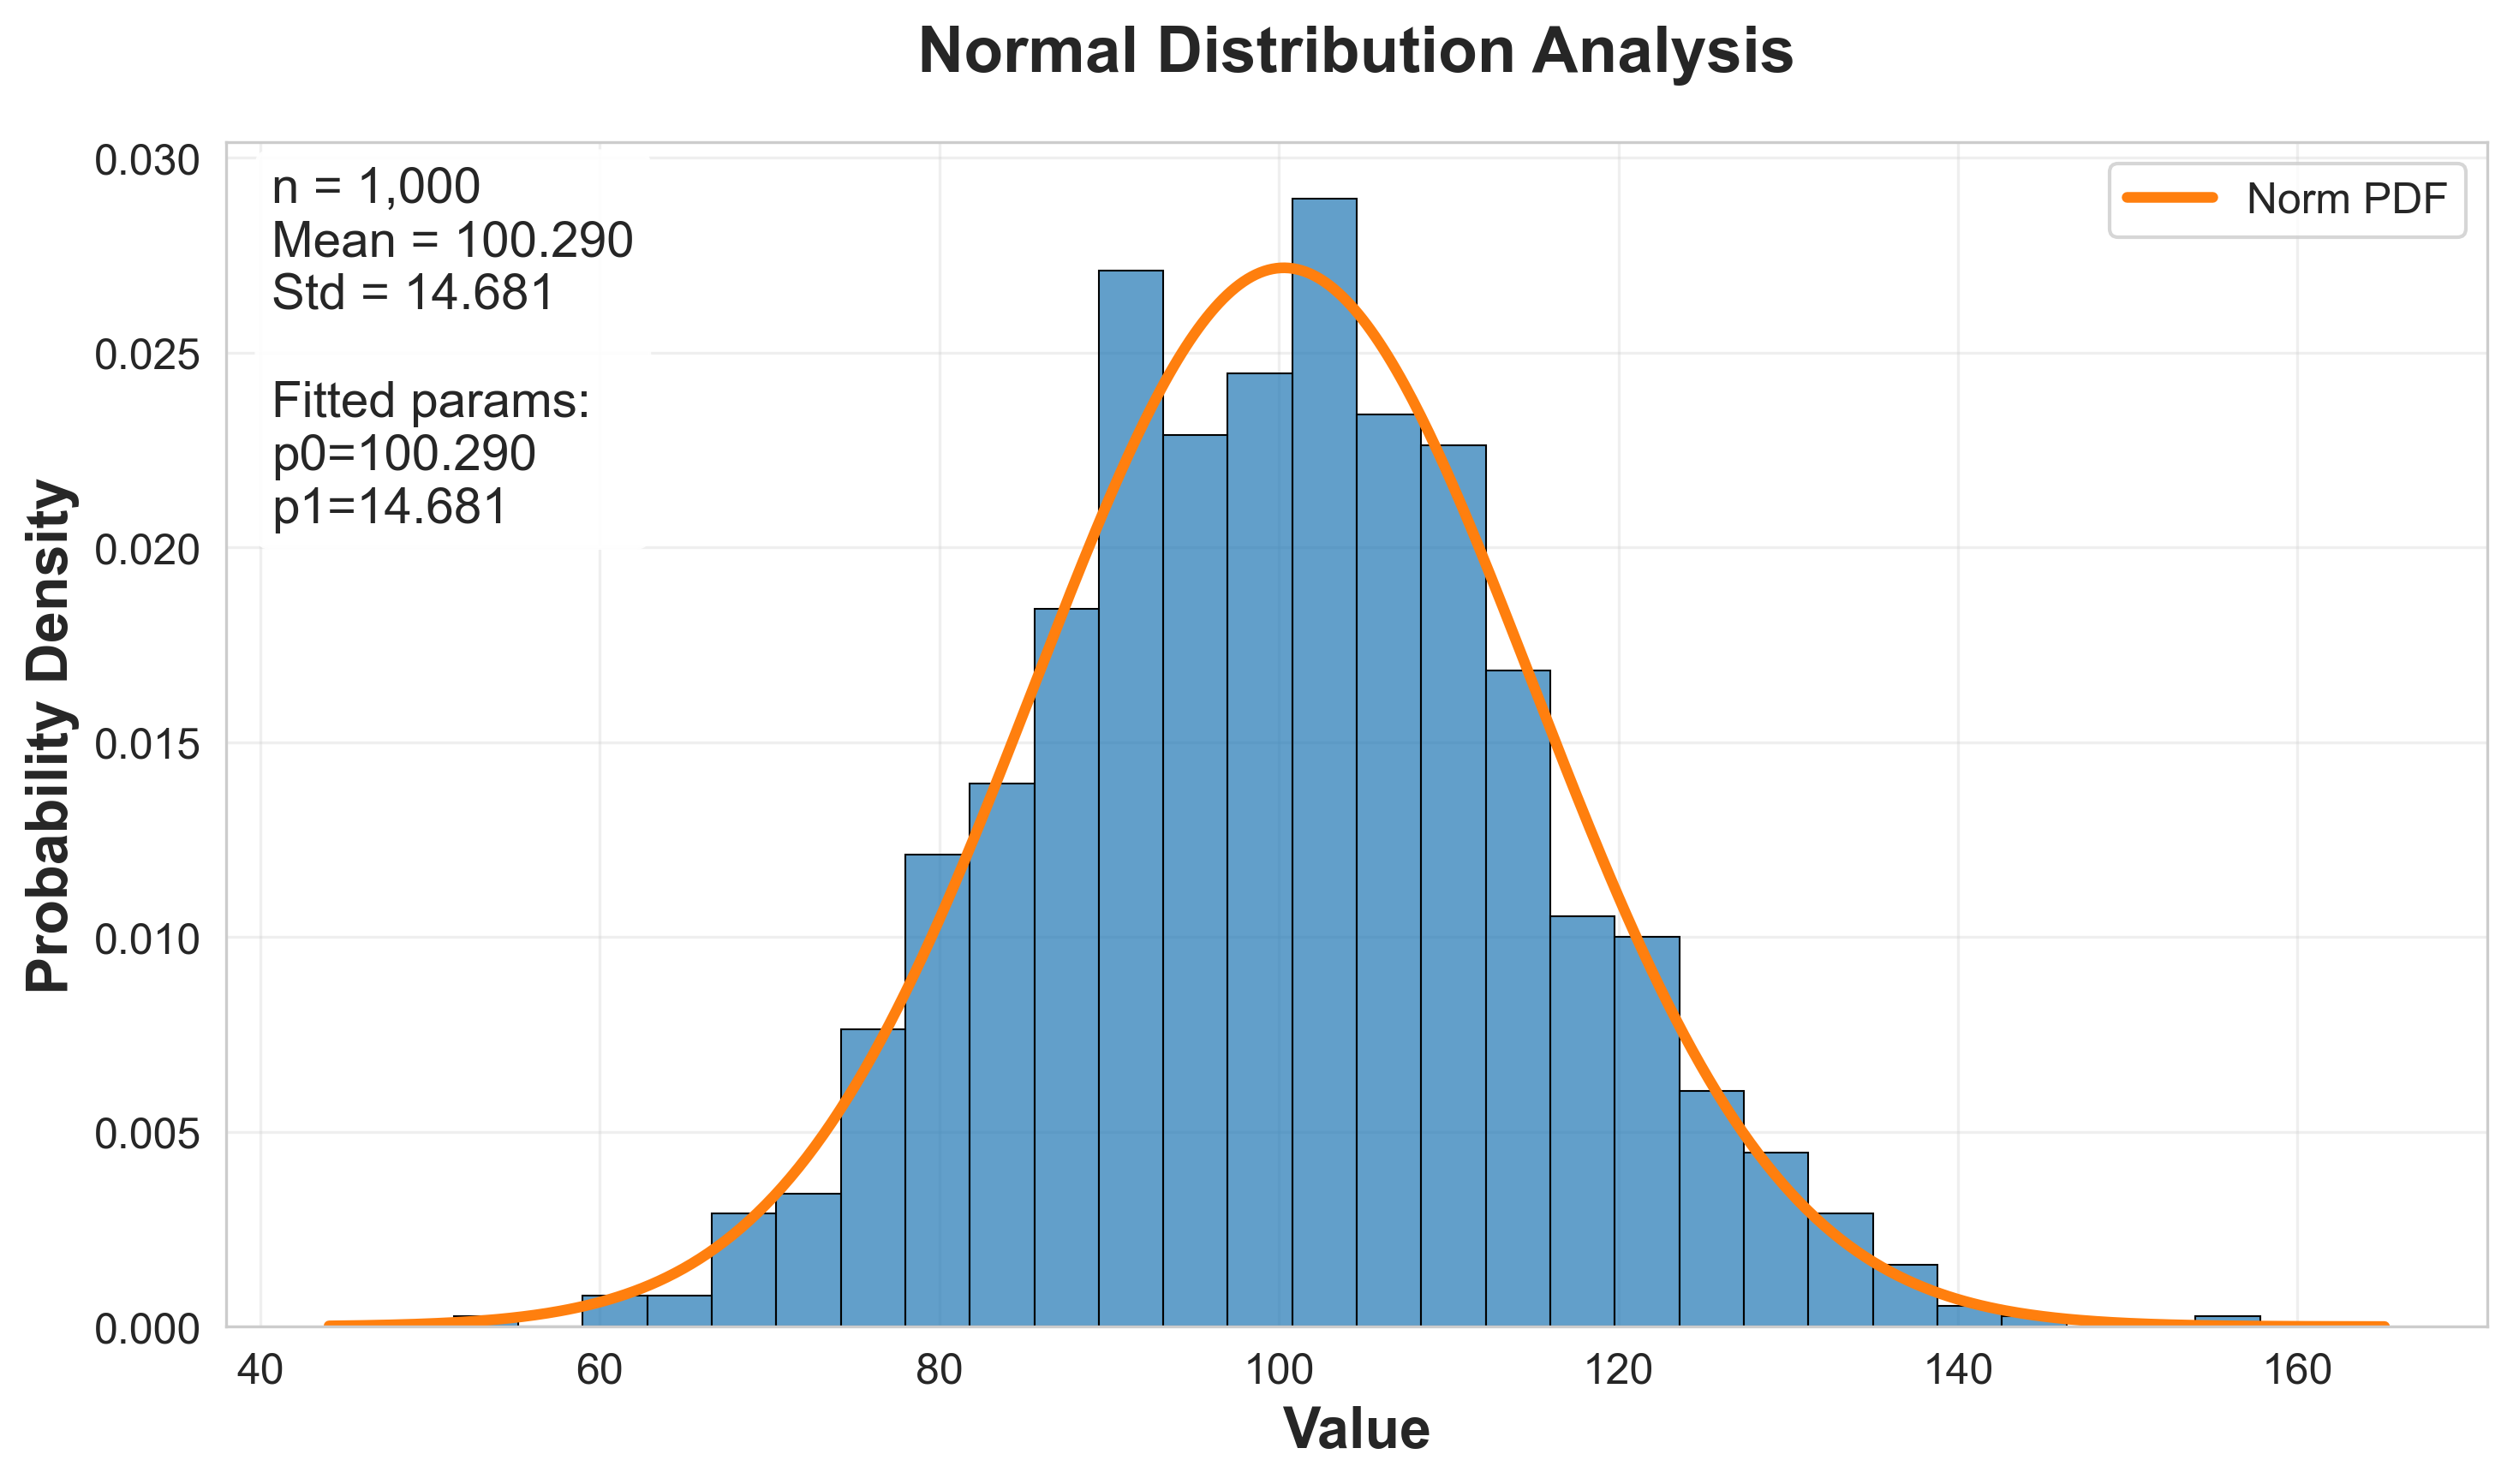 Normal Distribution Analysis
n = 1,000
Mean = 100.290
Std = 14.681
Fitted params:
p0=100.290
p1=14.681
Norm PDF
Probability Density
0.030
0.025
0.020
0.015
0.010
0.005
0.000
40 60 80 100 120 140 160
Value